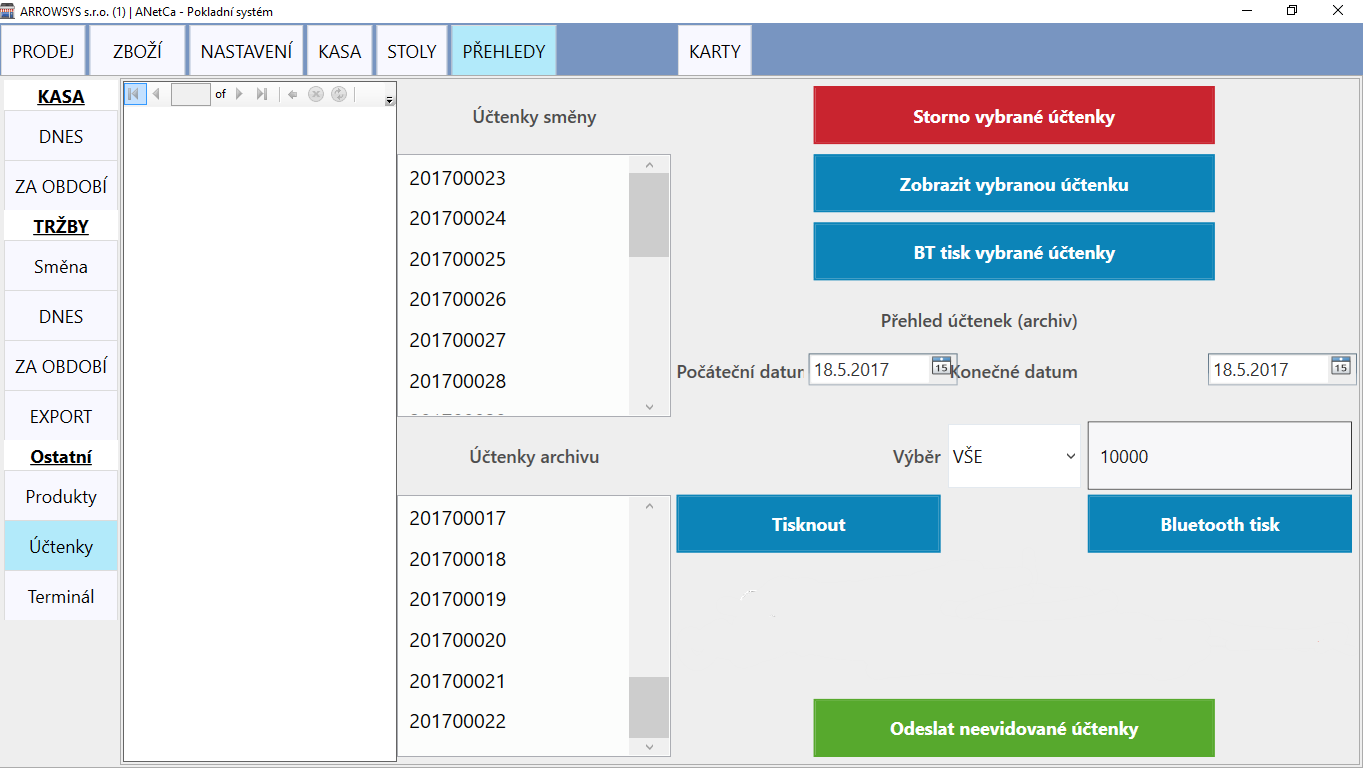 ARROWSYS s.r.o. (1) | ANetCa - Pokladní systém
PRODEJ ZBOŽÍ NASTAVENÍ KASA STOLY PŘEHLEDY KARTY
KASA
DNES
ZA OBDOBÍ
TRŽBY
Směna
DNES
ZA OBDOBÍ
EXPORT
Ostatní
Produkty
Účtenky
Terminál
of
Účtenky směny
201700023
201700024
201700025
201700026
201700027
201700028
Účtenky archivu
201700017
201700018
201700019
201700020
201700021
201700022
Storno vybrané účtenky
Zobrazit vybranou účtenku
BT tisk vybrané účtenky
Přehled účtenek (archiv)
Počáteční datur 18.5.2017 15 Konečné datum 18.5.2017 15
Výběr VŠE 10000
Tisknout Bluetooth tisk
Odeslat neevidované účtenky